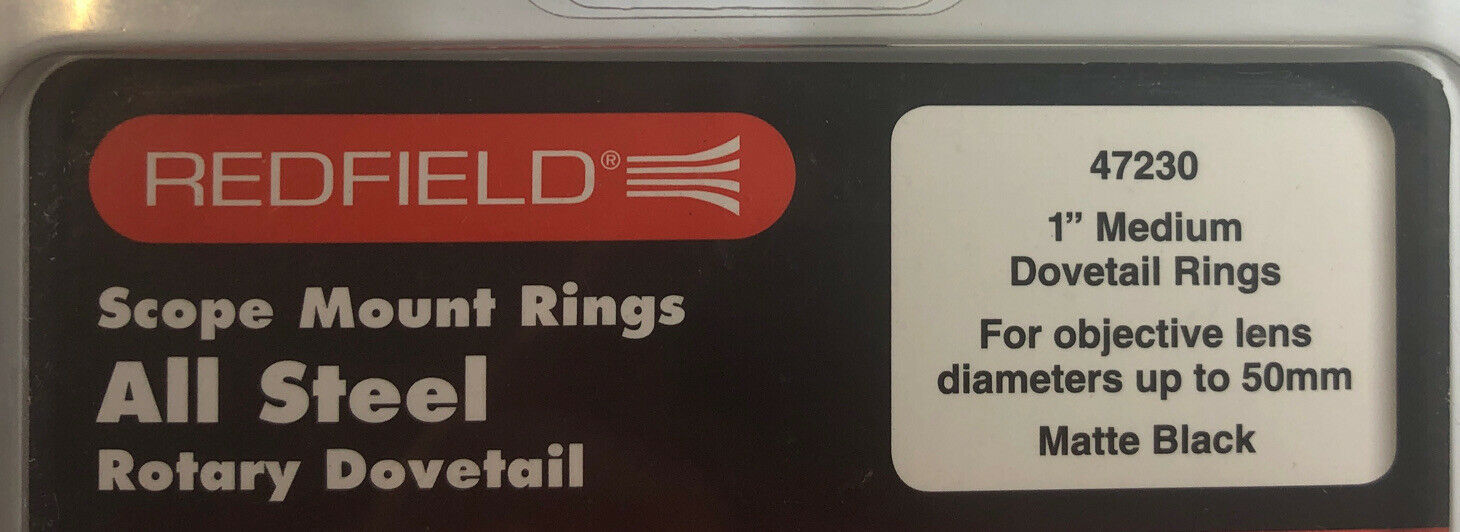 REDFIELD®
Scope Mount Rings
All Steel
Rotary Dovetail
47230
1” Medium
Dovetail Rings
For objective lens
diameters up to 50mm
Matte Black